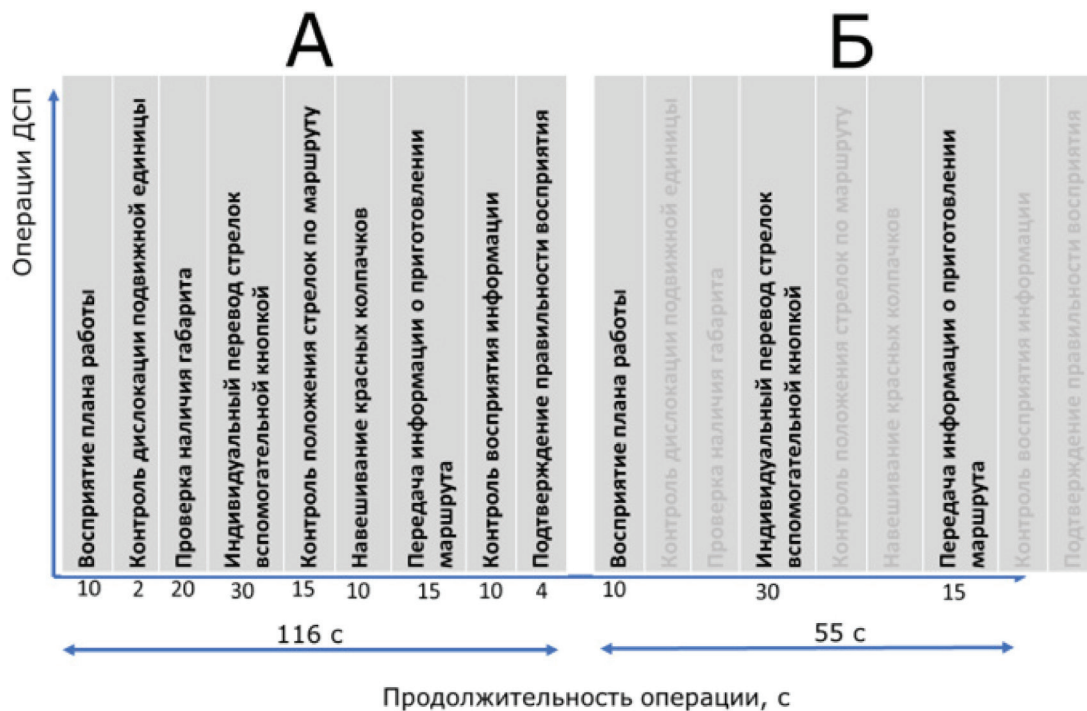 А
Б
Операции ДСП
Восприятие плана работы
Контроль дислокации подвижной единицы
Проверка наличия габарита
Индивидуальный перевод стрелок
вспомогательной кнопкой
Контроль положения стрелок по маршруту
Навешивание красных колпачков
Передача информации о приготовлении
маршрута
Контроль восприятия информации
Подтверждение правильности восприятия
Восприятие плана работы
Контроль дислокации подвижной единицы
Проверка наличия габарита
Индивидуальный перевод стрелок
вспомогательной кнопкой
Контроль положения стрелок по маршруту
Навешивание красных колпачков
Передача информации о приготовлении
маршрута
Контроль восприятия информации
Подтверждение правильности восприятия
10 2 20 30 15 10 15 10 4
10 30 15
116 с
55 с
Продолжительность операции, с